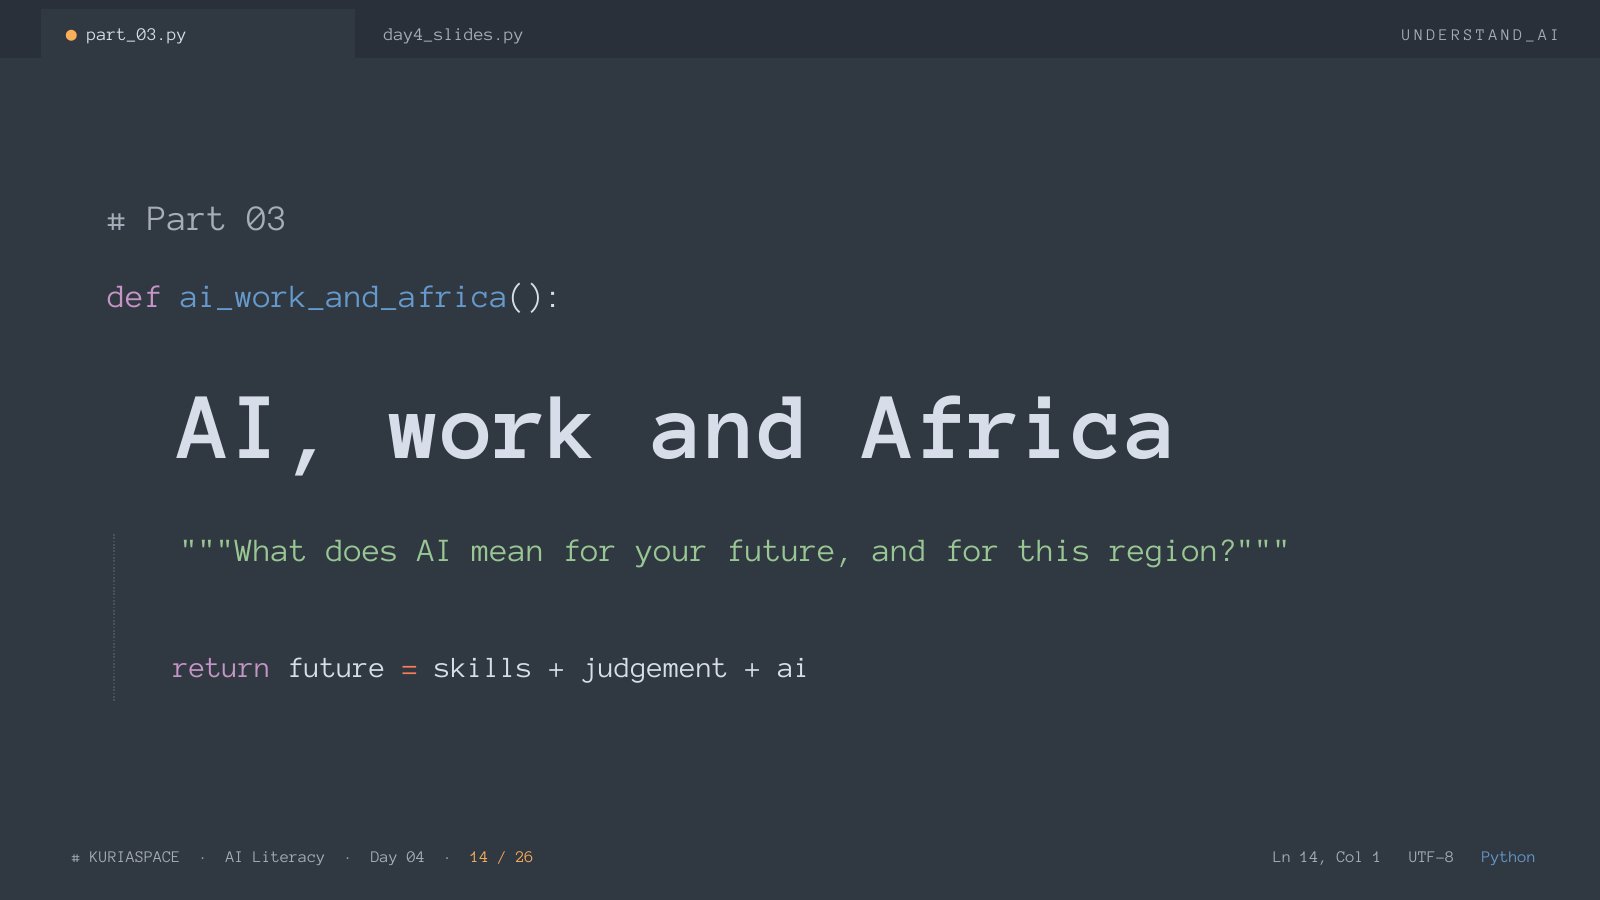 part_03.py
day4_slides.py
UNDERSTAND_AI
# Part 03
def ai_work_and_africa():
AI, work and Africa
"""What does AI mean for your future, and for this region?"""
return future = skills + judgement + ai
# KURIASPACE · AI Literacy · Day 04 · 14 / 26
Ln 14, Col 1 UTF-8 Python